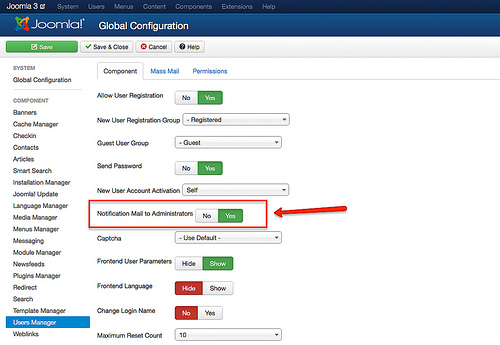 Joomla 3 System Users Menus Content Components Extensions Help
Joomla! Global Configuration
Save Save & Close Cancel Help
SYSTEM
Global Configuration
COMPONENT
Banners
Cache Manager
Checkin
Contacts
Articles
Smart Search
Installation Manager
Joomla! Update
Language Manager
Media Manager
Menus Manager
Messaging
Module Manager
Newsfeeds
Plugins Manager
Redirect
Search
Template Manager
Users Manager
Weblinks
Component Mass Mail Permissions
Allow User Registration No Yes
New User Registration Group - Registered
Guest User Group - Guest
Send Password No Yes
New User Account Activation Self
Notification Mail to Administrators No Yes
Captcha - Use Default -
Frontend User Parameters Hide Show
Frontend Language Hide Show
Change Login Name No Yes
Maximum Reset Count 10